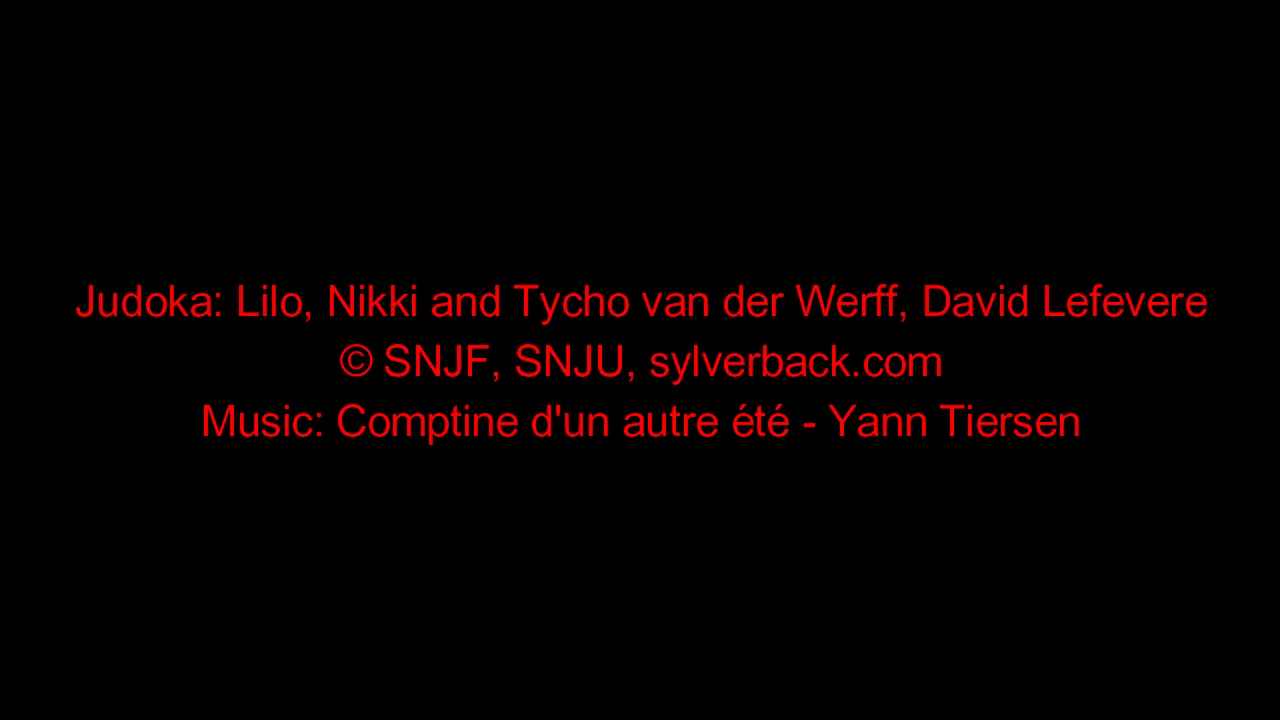 Judoka: Lilo, Nikki and Tycho van der Werff, David Lefevere
© SNJF, SNJU, sylverback.com
Music: Comptine d'un autre été - Yann Tiersen